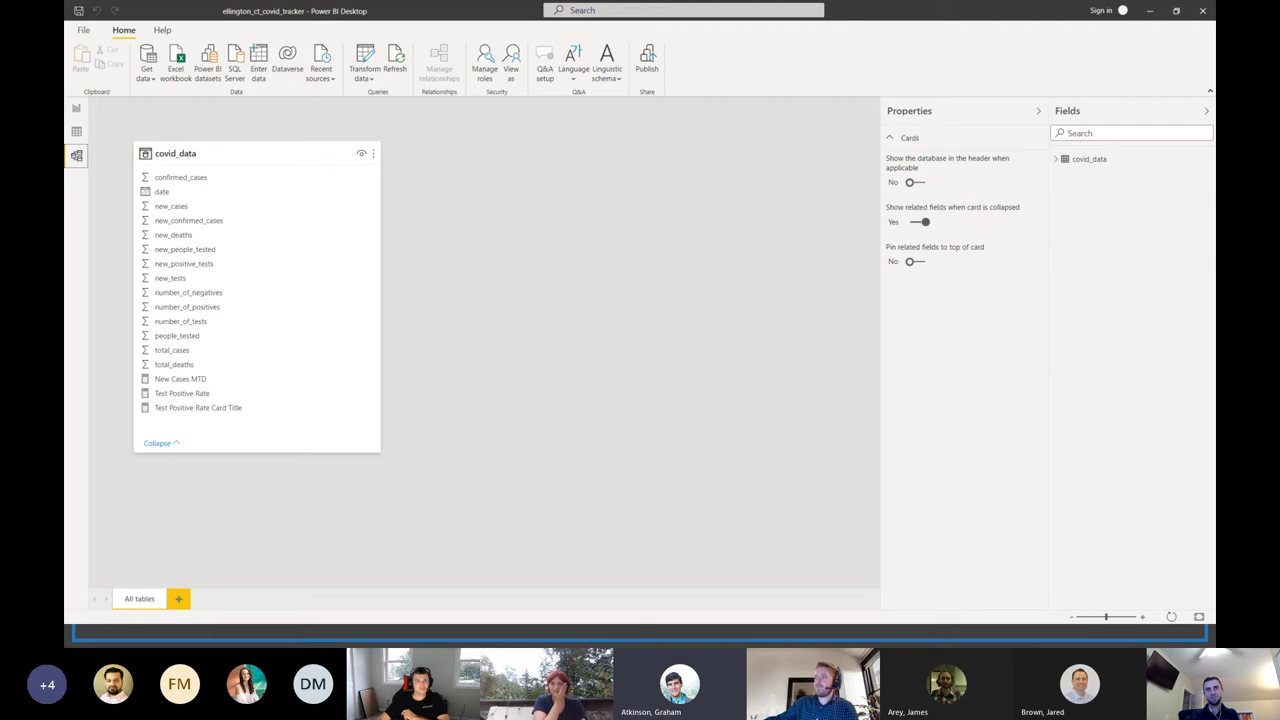 ellington_ct_covid_tracker - Power BI Desktop
Search
Sign in
File
Home
Help
Paste
Cut
Copy
Get data
Excel workbook
Power BI datasets
SQL Server
Enter data
Dataverse
Recent sources
Transform data
Refresh
Manage relationships
Manage roles
View as
Q&A setup
Language
Linguistic schema
Publish
Clipboard
Data
Queries
Relationships
Security
Q&A
Share
covid_data
confirmed_cases
date
new_cases
new_confirmed_cases
new_deaths
new_people_tested
new_positive_tests
new_tests
number_of_negatives
number_of_positives
number_of_tests
people_tested
total_cases
total_deaths
New Cases MTD
Test Positive Rate
Test Positive Rate Card Title
Collapse
Properties
Cards
Show the database in the header when
applicable
No
Show related fields when card is collapsed
Yes
Pin related fields to top of card
No
Fields
Search
covid_data
All tables
+4
FM
DM
Atkinson, Graham
Arey, James
Brown, Jared